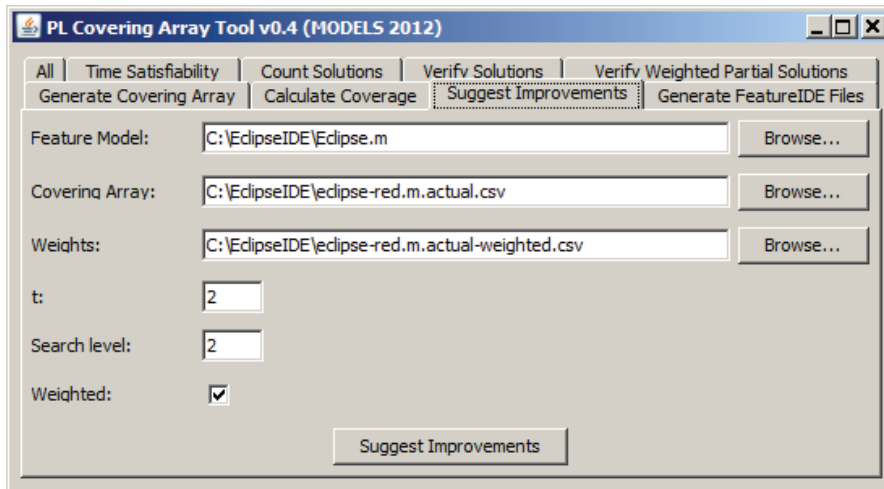 PL Covering Array Tool v0.4 (MODELS 2012)
All Time Satisfiability Count Solutions Verify Solutions Verify Weighted Partial Solutions
Generate Covering Array Calculate Coverage Suggest Improvements Generate FeatureIDE Files
Feature Model: C:\EclipseIDE\Eclipse.m Browse...
Covering Array: C:\EclipseIDE\eclipse-red.m.actual.csv Browse...
Weights: C:\EclipseIDE\eclipse-red.m.actual-weighted.csv Browse...
t: 2
Search level: 2
Weighted:
Suggest Improvements